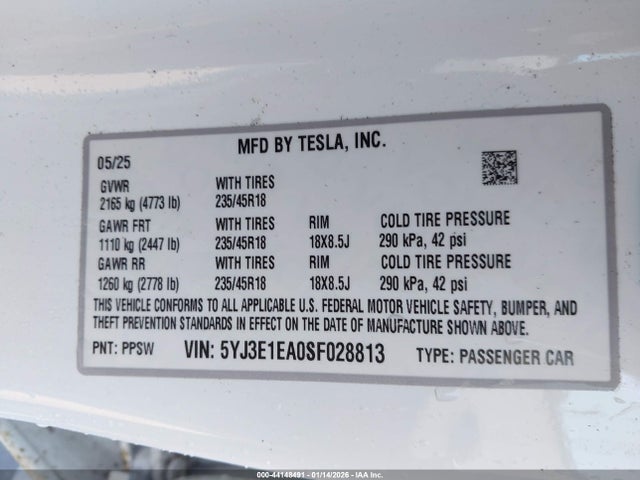 MFD BY TESLA, INC.
05/25
GVWR WITH TIRES
2165 kg (4773 lb) 235/45R18
GAWR FRT WITH TIRES RIM COLD TIRE PRESSURE
1110 kg (2447 lb) 235/45R18 18X8.5J 290 kPa, 42 psi
GAWR RR WITH TIRES RIM COLD TIRE PRESSURE
1260 kg (2778 lb) 235/45R18 18X8.5J 290 kPa, 42 psi
THIS VEHICLE CONFORMS TO ALL APPLICABLE U.S. FEDERAL MOTOR VEHICLE SAFETY, BUMPER, AND
THEFT PREVENTION STANDARDS IN EFFECT ON THE DATE OF MANUFACTURE SHOWN ABOVE.
PNT: PPSW VIN: 5YJ3E1EA0SF028813 TYPE: PASSENGER CAR
000-44148491 - 01/14/2026 - IAA Inc.